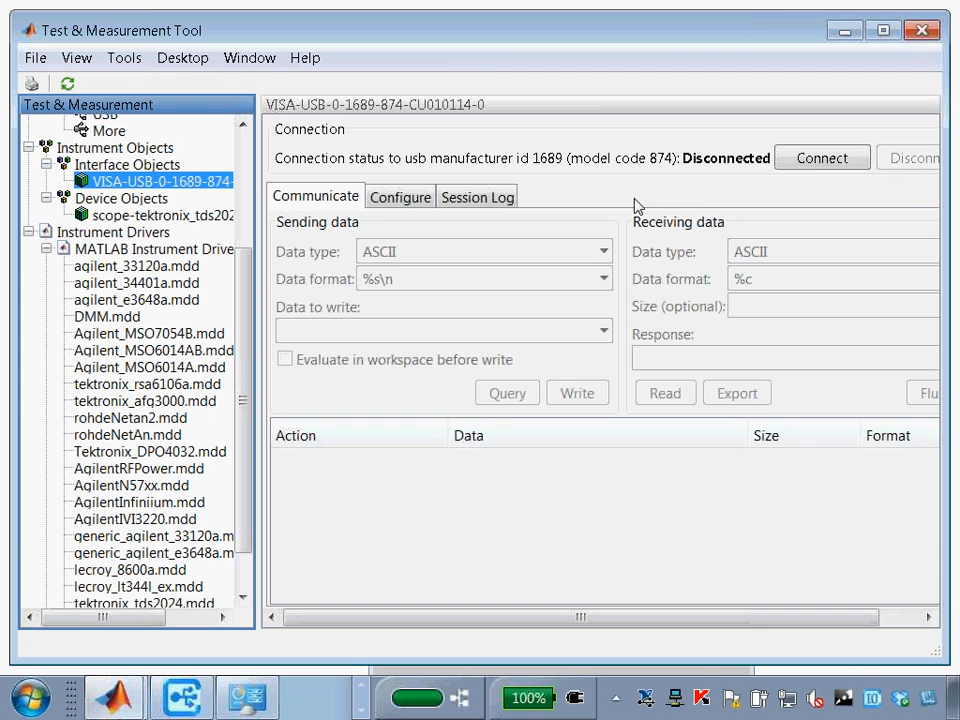 Test & Measurement Tool
File View Tools Desktop Window Help
Test & Measurement
USB
More
Instrument Objects
Interface Objects
VISA-USB-0-1689-874-
Device Objects
scope-tektronix_tds202
Instrument Drivers
MATLAB Instrument Drive
agilent_33120a.mdd
agilent_34401a.mdd
agilent_e3648a.mdd
DMM.mdd
Agilent_MSO7054B.mdd
Agilent_MSO6014AB.mdd
Agilent_MSO6014A.mdd
tektronix_rsa6106a.mdd
tektronix_afg3000.mdd
rohdeNetan2.mdd
rohdeNetAn.mdd
Tektronix_DPO4032.mdd
AgilentRFPower.mdd
AgilentN57xx.mdd
AgilentInfiniium.mdd
AgilentIVI3220.mdd
generic_agilent_33120a.m
generic_agilent_e3648a.m
lecroy_8600a.mdd
lecroy_lt344l_ex.mdd
tektronix_tds2024.mdd
VISA-USB-0-1689-874-CU010114-0
Connection
Connection status to usb manufacturer id 1689 (model code 874): Disconnected Connect Disconn
Communicate Configure Session Log
Sending data
Data type: ASCII
Data format: %s\n
Data to write:
Evaluate in workspace before write
Query Write
Receiving data
Data type: ASCII
Data format: %c
Size (optional):
Response:
Read Export Flu
Action Data Size Format
100%